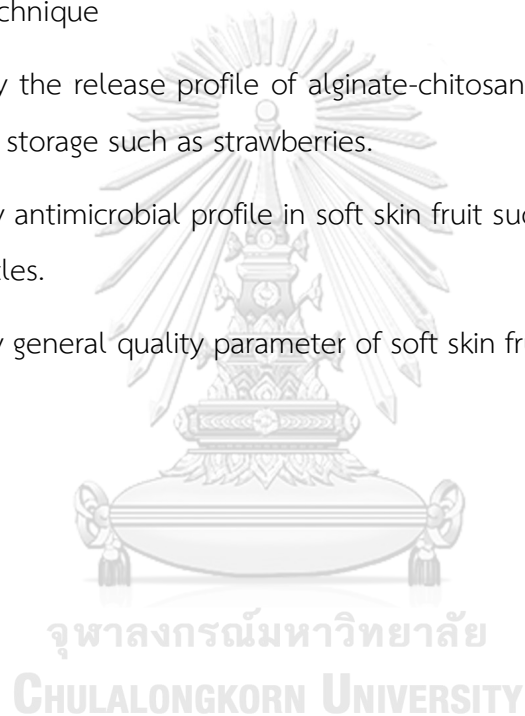 chnique
y the release profile of alginate-chitosan
storage such as strawberries.
y antimicrobial profile in soft skin fruit suc
tles.
y general quality parameter of soft skin fru
จุฬาลงกรณ์มหาวิทยาลัย
CHULALONGKORN UNIVERSITY